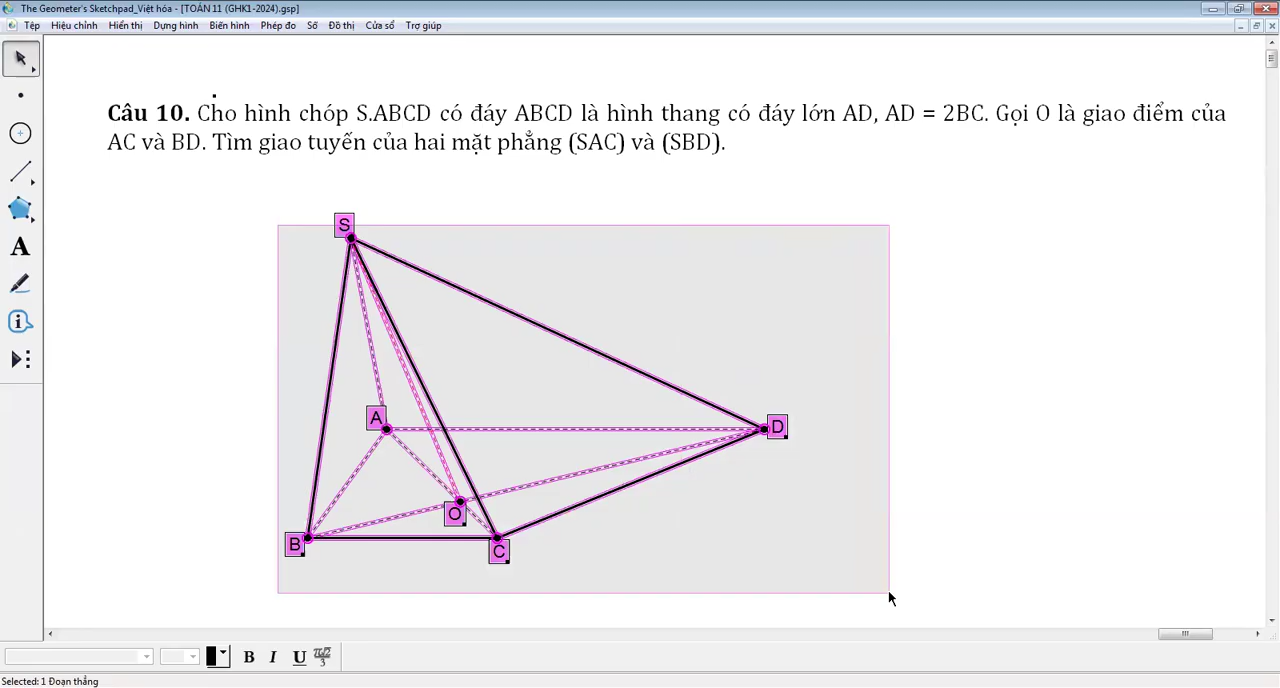 The Geometer's Sketchpad_Việt hóa - [TOÁN 11 (GHK1-2024).gsp]
Tệp Hiệu chỉnh Hiển thị Dựng hình Biến hình Phép đo Số Đồ thị Cửa sổ Trợ giúp
Câu 10. Cho hình chóp S.ABCD có đáy ABCD là hình thang có đáy lớn AD, AD = 2BC. Gọi O là giao điểm của
AC và BD. Tìm giao tuyến của hai mặt phẳng (SAC) và (SBD).
S
A
D
O
B
C
A
B I U
Selected: 1 Đoạn thẳng